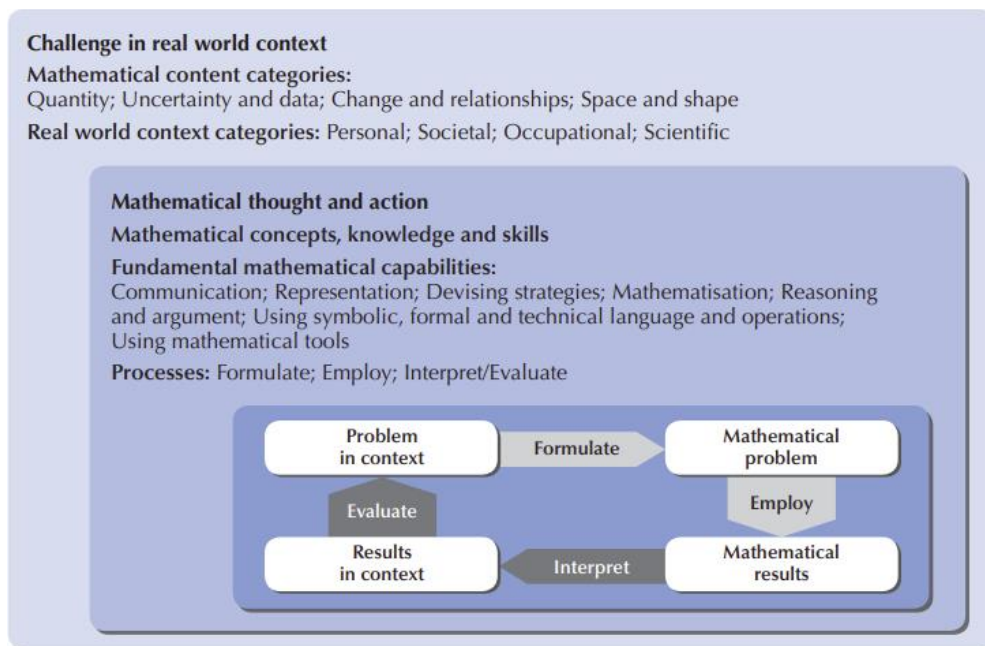 Challenge in real world context
Mathematical content categories:
Quantity; Uncertainty and data; Change and relationships; Space and shape
Real world context categories: Personal; Societal; Occupational; Scientific
Mathematical thought and action
Mathematical concepts, knowledge and skills
Fundamental mathematical capabilities:
Communication; Representation; Devising strategies; Mathematisation; Reasoning
and argument; Using symbolic, formal and technical language and operations;
Using mathematical tools
Processes: Formulate; Employ; Interpret/Evaluate
Problem
in context
Formulate
Mathematical
problem
Evaluate
Employ
Results
in context
Interpret
Mathematical
results